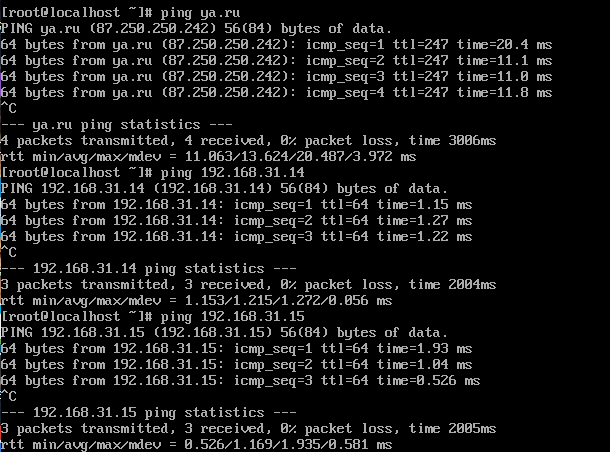 [root@localhost ~]# ping ya.ru
PING ya.ru (87.250.250.242) 56(84) bytes of data.
64 bytes from ya.ru (87.250.250.242): icmp_seq=1 ttl=247 time=20.4 ms
64 bytes from ya.ru (87.250.250.242): icmp_seq=2 ttl=247 time=11.1 ms
64 bytes from ya.ru (87.250.250.242): icmp_seq=3 ttl=247 time=11.0 ms
64 bytes from ya.ru (87.250.250.242): icmp_seq=4 ttl=247 time=11.8 ms
^C
--- ya.ru ping statistics ---
4 packets transmitted, 4 received, 0% packet loss, time 3006ms
rtt min/avg/max/mdev = 11.063/13.624/20.487/3.972 ms
[root@localhost ~]# ping 192.168.31.14
PING 192.168.31.14 (192.168.31.14) 56(84) bytes of data.
64 bytes from 192.168.31.14: icmp_seq=1 ttl=64 time=1.15 ms
64 bytes from 192.168.31.14: icmp_seq=2 ttl=64 time=1.27 ms
64 bytes from 192.168.31.14: icmp_seq=3 ttl=64 time=1.22 ms
^C
--- 192.168.31.14 ping statistics ---
3 packets transmitted, 3 received, 0% packet loss, time 2004ms
rtt min/avg/max/mdev = 1.153/1.215/1.272/0.056 ms
[root@localhost ~]# ping 192.168.31.15
PING 192.168.31.15 (192.168.31.15) 56(84) bytes of data.
64 bytes from 192.168.31.15: icmp_seq=1 ttl=64 time=1.93 ms
64 bytes from 192.168.31.15: icmp_seq=2 ttl=64 time=1.04 ms
64 bytes from 192.168.31.15: icmp_seq=3 ttl=64 time=0.526 ms
^C
--- 192.168.31.15 ping statistics ---
3 packets transmitted, 3 received, 0% packet loss, time 2005ms
rtt min/avg/max/mdev = 0.526/1.169/1.935/0.581 ms